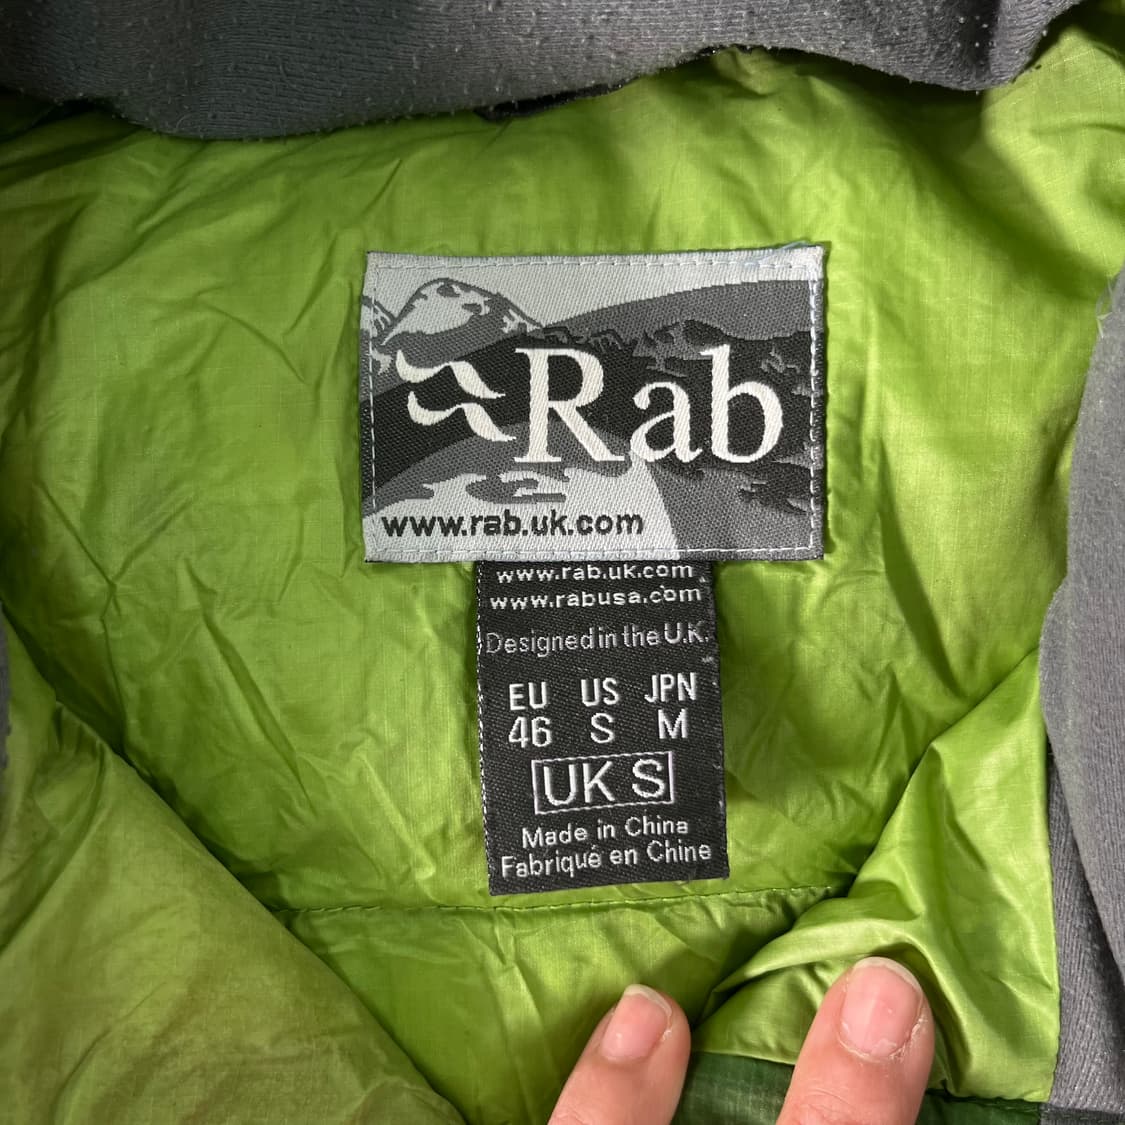 Rab
www.rab.uk.com
www.rab.uk.com
www.rabusa.com
Designed in the U.K.
EU US JPN
46 S M
UK S
Made in China
Fabriqué en Chine